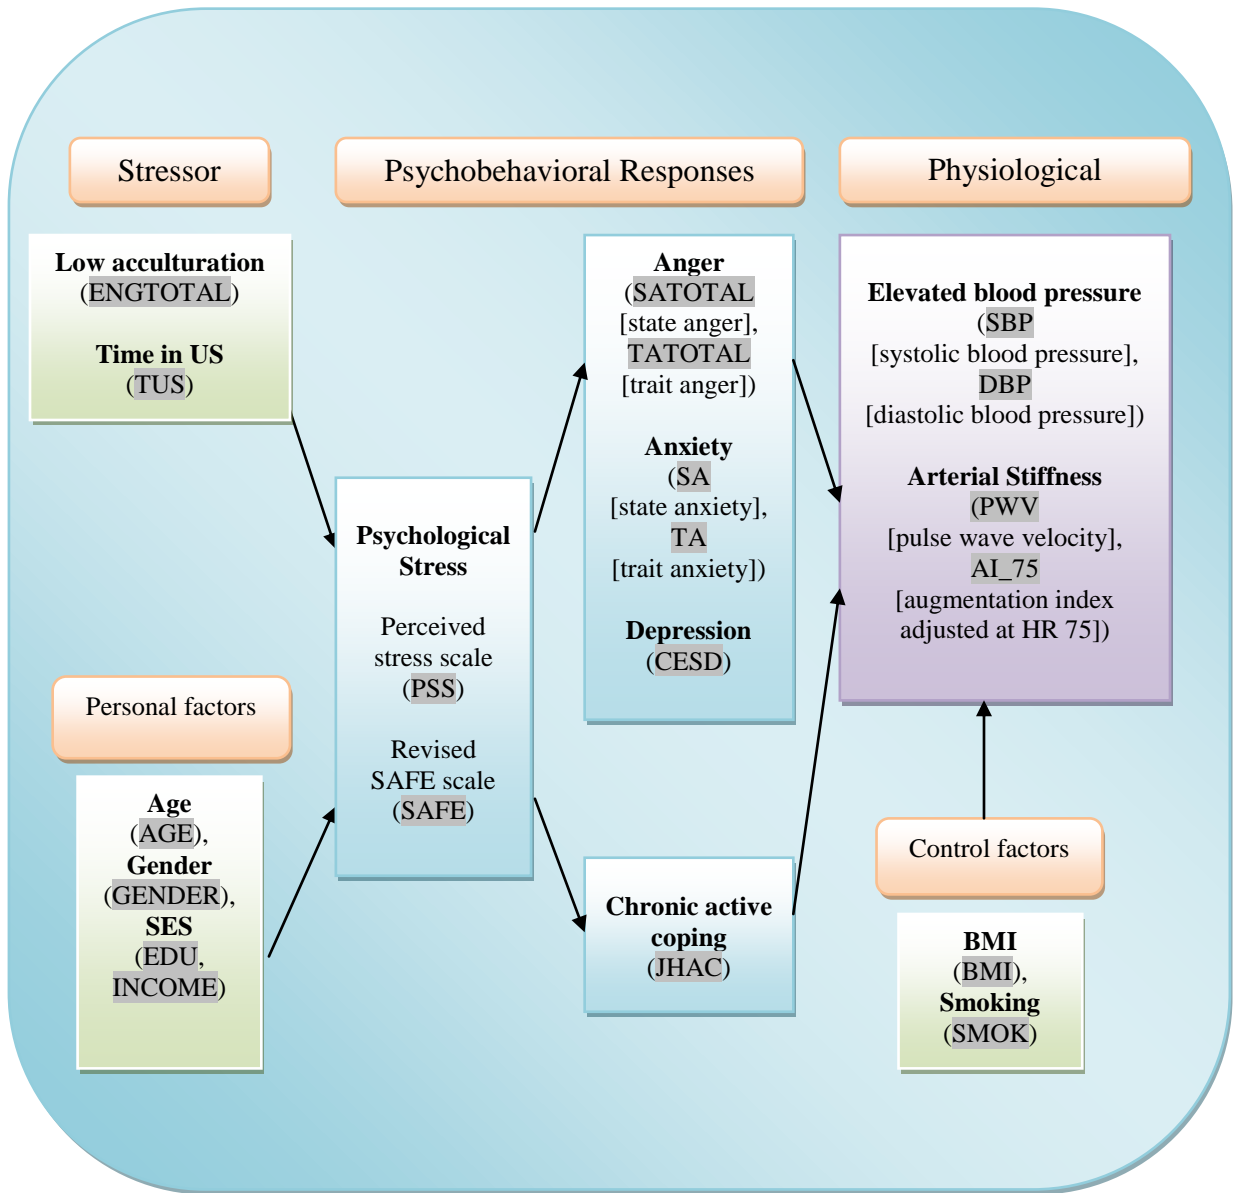 Stressor
Psychobehavioral Responses
Physiological
Low acculturation
(ENGTOTAL)
Time in US
(TUS)
Personal factors
Age
(AGE),
Gender
(GENDER),
SES
(EDU,
INCOME)
Psychological
Stress
Perceived
stress scale
(PSS)
Revised
SAFE scale
(SAFE)
Anger
(SATOTAL
[state anger],
TATOTAL
[trait anger])
Anxiety
(SA
[state anxiety],
TA
[trait anxiety])
Depression
(CESD)
Chronic active
coping
(JHAC)
Elevated blood pressure
(SBP
[systolic blood pressure],
DBP
[diastolic blood pressure])
Arterial Stiffness
(PWV
[pulse wave velocity],
AI_75
[augmentation index
adjusted at HR 75])
Control factors
BMI
(BMI),
Smoking
(SMOK)